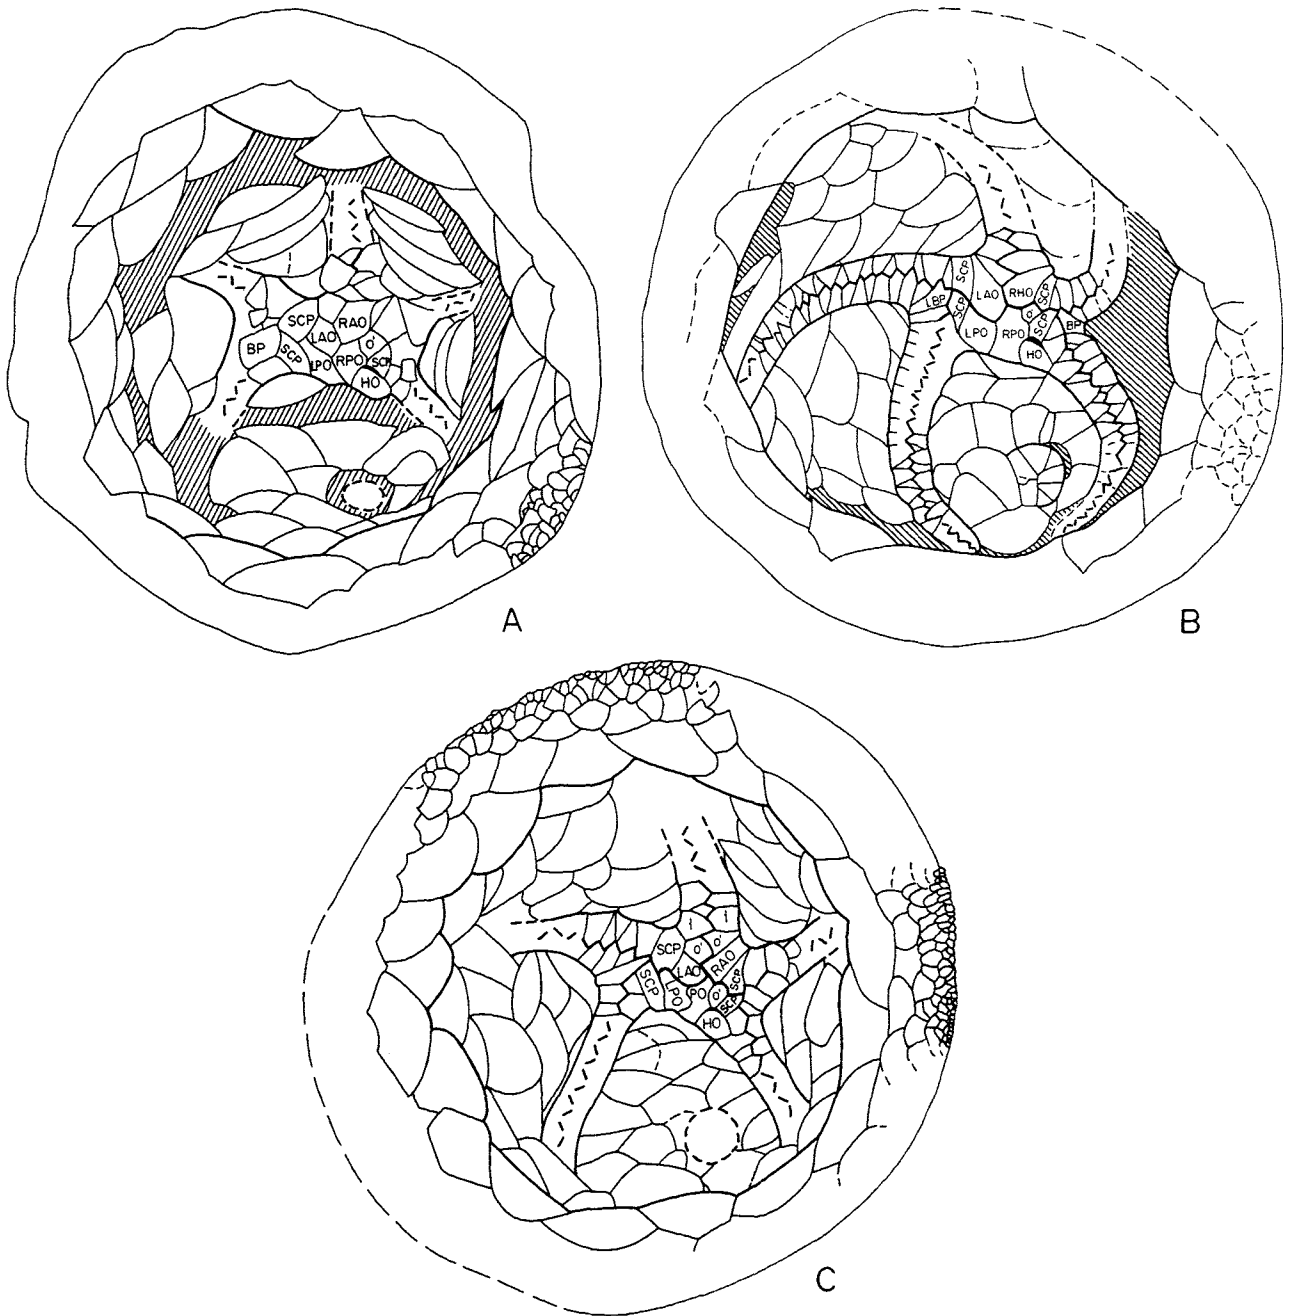 SCP RAO
LAO O'
BP SCP LPO RPO SCP
HO
A
SCP
LBP SCP LAO RHO SCP
O'
LPO RPO SCP BP
HO
B
I I
SCP O' O'
LAO RAO SCP
SCP LPO PO O' SCP
HO
C